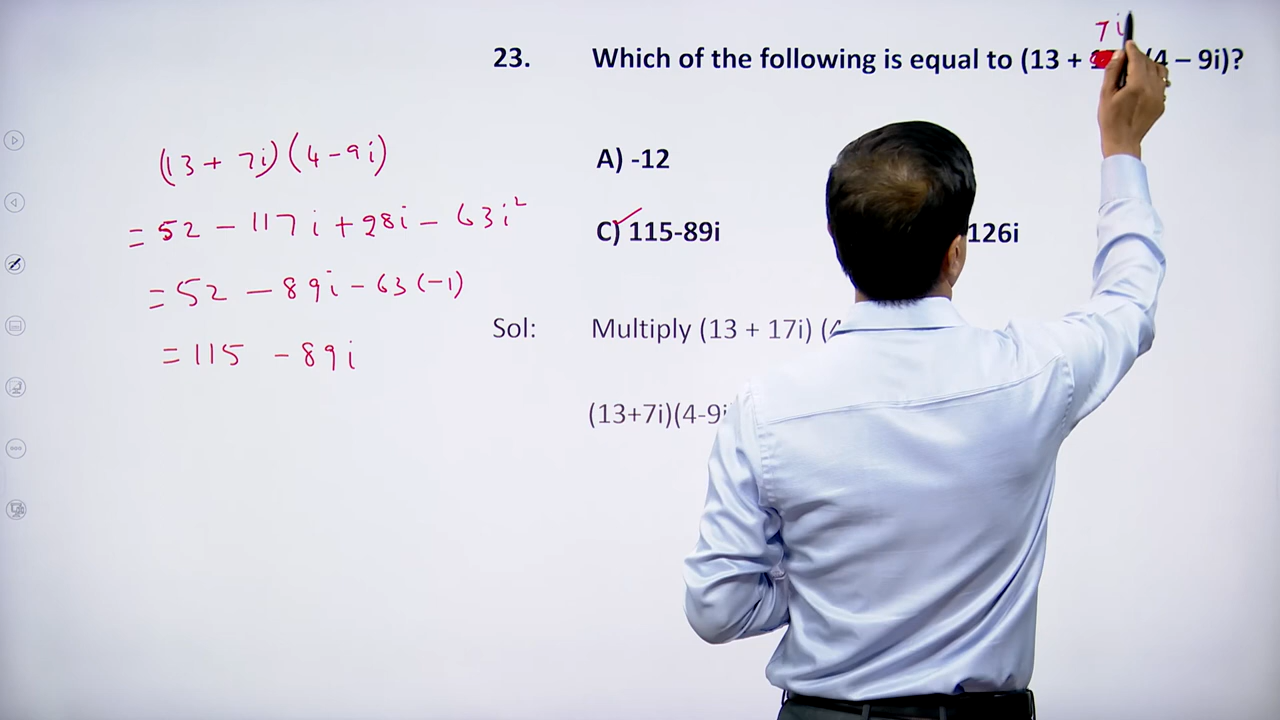 7i
23. Which of the following is equal to (13 + (4 – 9i)?
(13 + 7i)(4-9i)
A) -12
= 52 - 117i + 28i - 63i²
C) 115-89i 126i
= 52 - 89i - 63(-1)
Sol: Multiply (13 + 17i)
= 115 - 89i
(13+7i)(4-9i